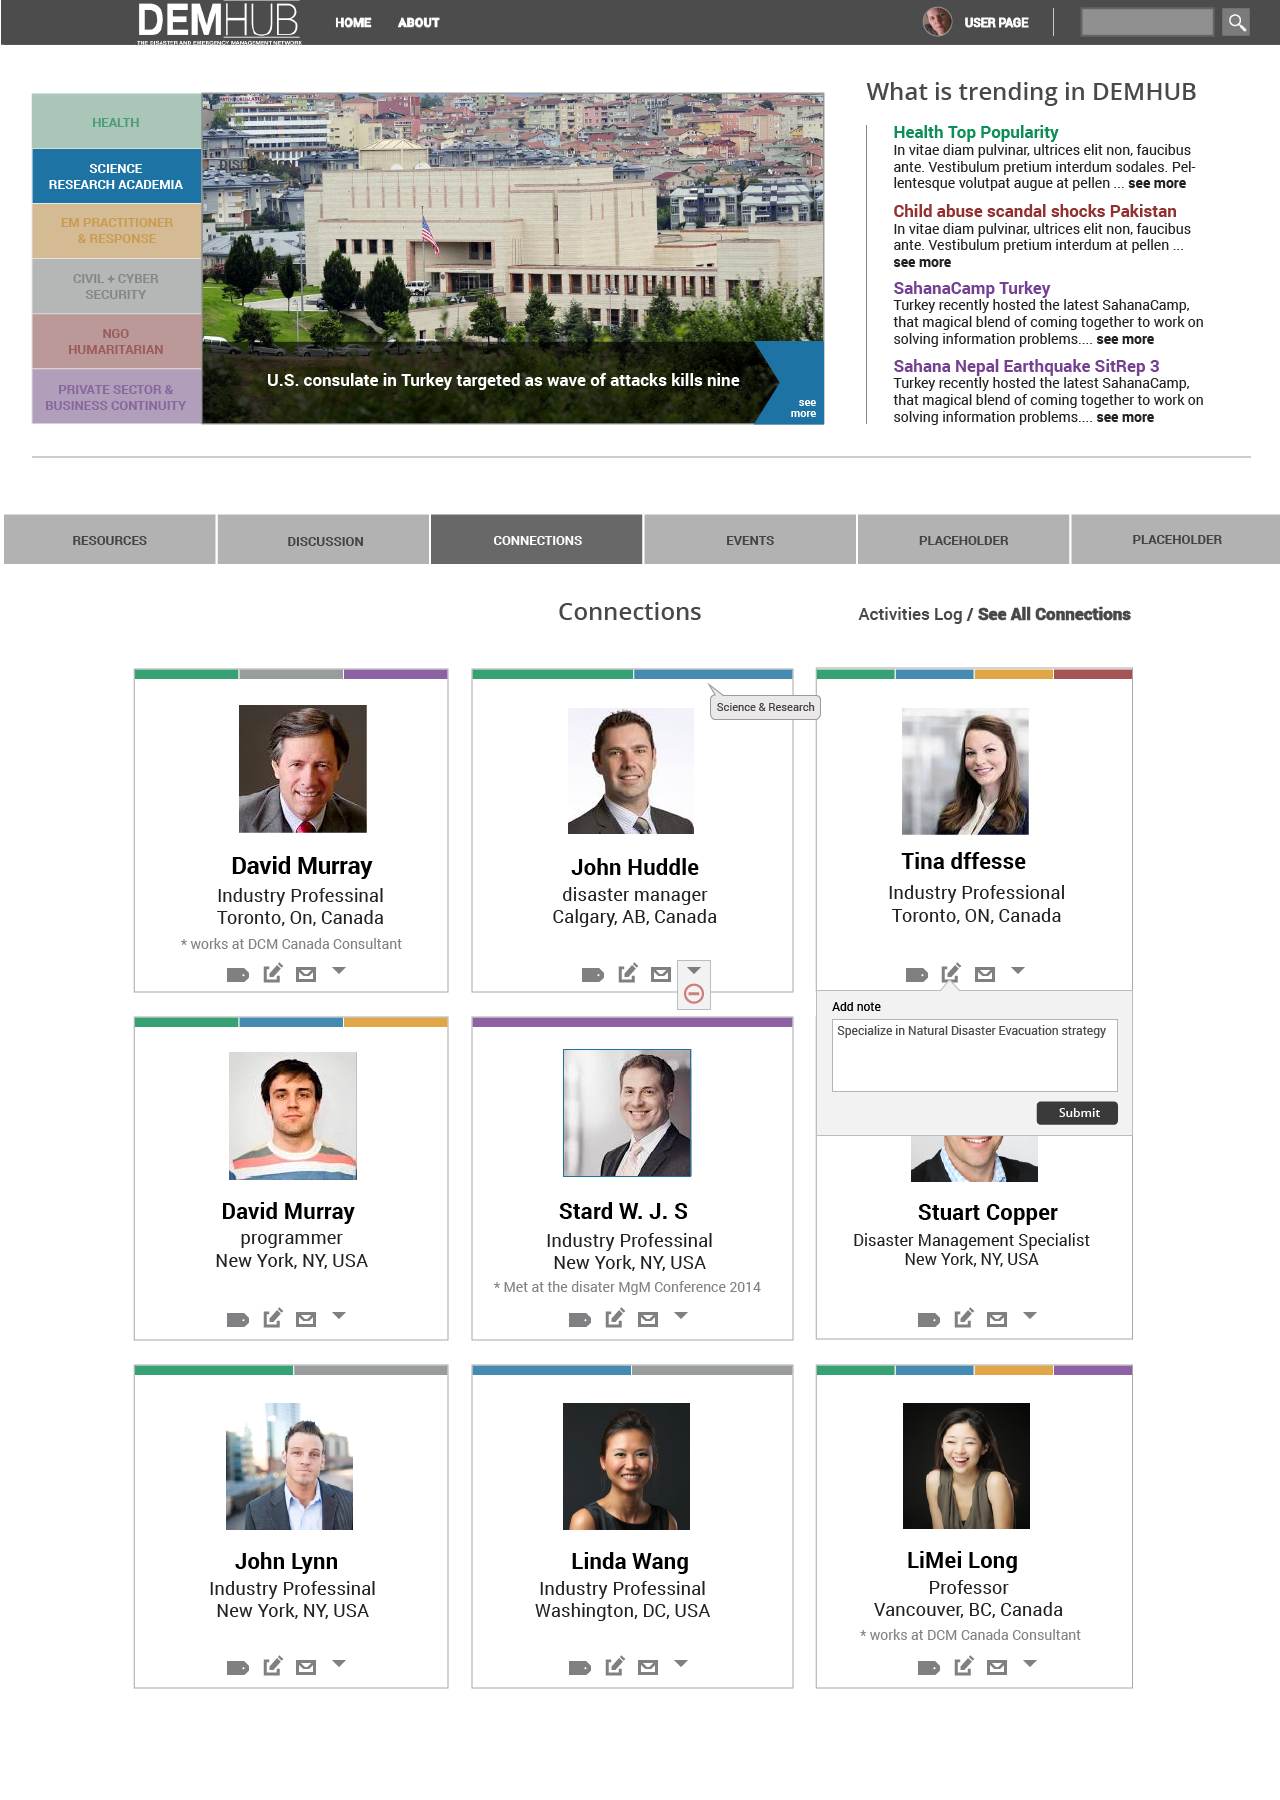 DEMHUB
THE DISASTER AND EMERGENCY MANAGEMENT NETWORK
HOME
ABOUT
USER PAGE
HEALTH
SCIENCE
RESEARCH ACADEMIA
EM PRACTITIONER
& RESPONSE
CIVIL + CYBER
SECURITY
NGO
HUMARITARIAN
PRIVATE SECTOR &
BUSINESS CONTINUITY
U.S. consulate in Turkey targeted as wave of attacks kills nine
see
more
What is trending in DEMHUB
Health Top Popularity
In vitae diam pulvinar, ultrices elit non, faucibus
ante. Vestibulum pretium interdum sodales. Pel-
lentesque volutpat augue at pellen ... see more
Child abuse scandal shocks Pakistan
In vitae diam pulvinar, ultrices elit non, faucibus
ante. Vestibulum pretium interdum at pellen ...
see more
SahanaCamp Turkey
Turkey recently hosted the latest SahanaCamp,
that magical blend of coming together to work on
solving information problems.... see more
Sahana Nepal Earthquake SitRep 3
Turkey recently hosted the latest SahanaCamp,
that magical blend of coming together to work on
solving information problems.... see more
RESOURCES
DISCUSSION
CONNECTIONS
EVENTS
PLACEHOLDER
PLACEHOLDER
Connections
Activities Log / See All Connections
David Murray
Industry Professinal
Toronto, On, Canada
* works at DCM Canada Consultant
Science & Research
John Huddle
disaster manager
Calgary, AB, Canada
Tina dffesse
Industry Professional
Toronto, ON, Canada
Add note
Specialize in Natural Disaster Evacuation strategy
Submit
David Murray
programmer
New York, NY, USA
Stard W. J. S
Industry Professinal
New York, NY, USA
* Met at the disater MgM Conference 2014
Stuart Copper
Disaster Management Specialist
New York, NY, USA
John Lynn
Industry Professinal
New York, NY, USA
Linda Wang
Industry Professinal
Washington, DC, USA
LiMei Long
Professor
Vancouver, BC, Canada
* works at DCM Canada Consultant